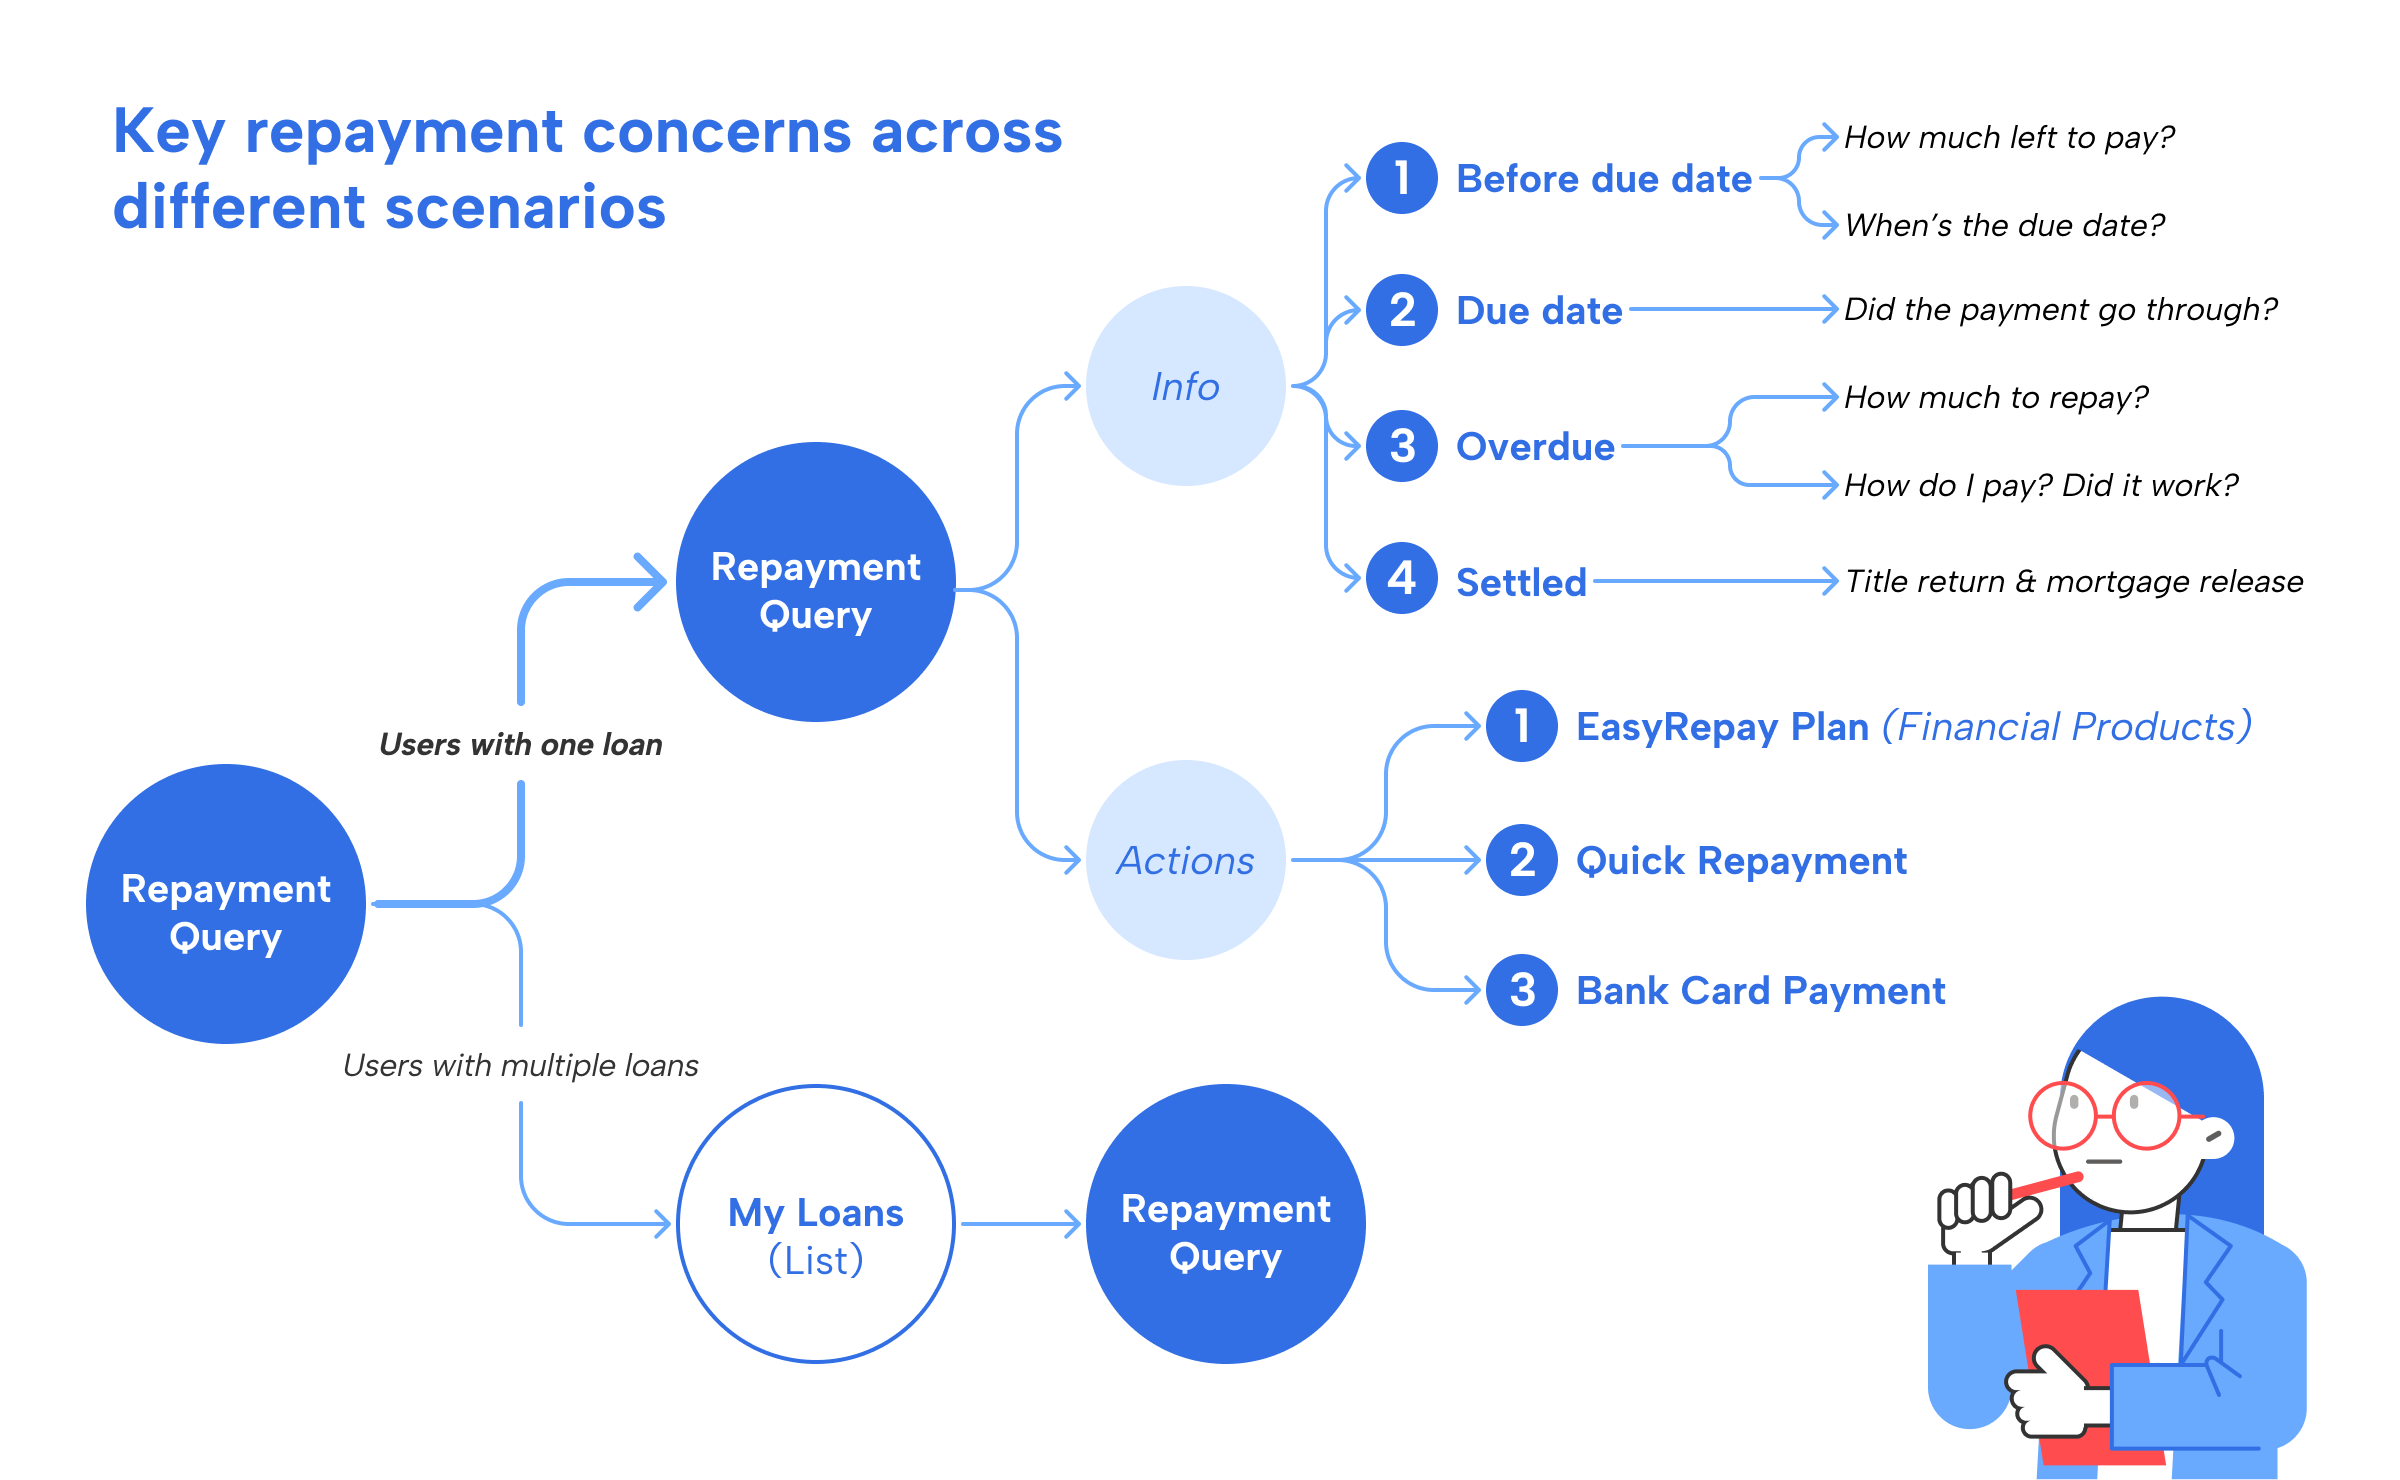 Key repayment concerns across
different scenarios
1 Before due date
How much left to pay?
When’s the due date?
2 Due date
Did the payment go through?
Info
3 Overdue
How much to repay?
How do I pay? Did it work?
4 Settled
Title return & mortgage release
Repayment
Query
1 EasyRepay Plan (Financial Products)
Users with one loan
Actions
2 Quick Repayment
Repayment
Query
3 Bank Card Payment
Users with multiple loans
My Loans
(List)
Repayment
Query